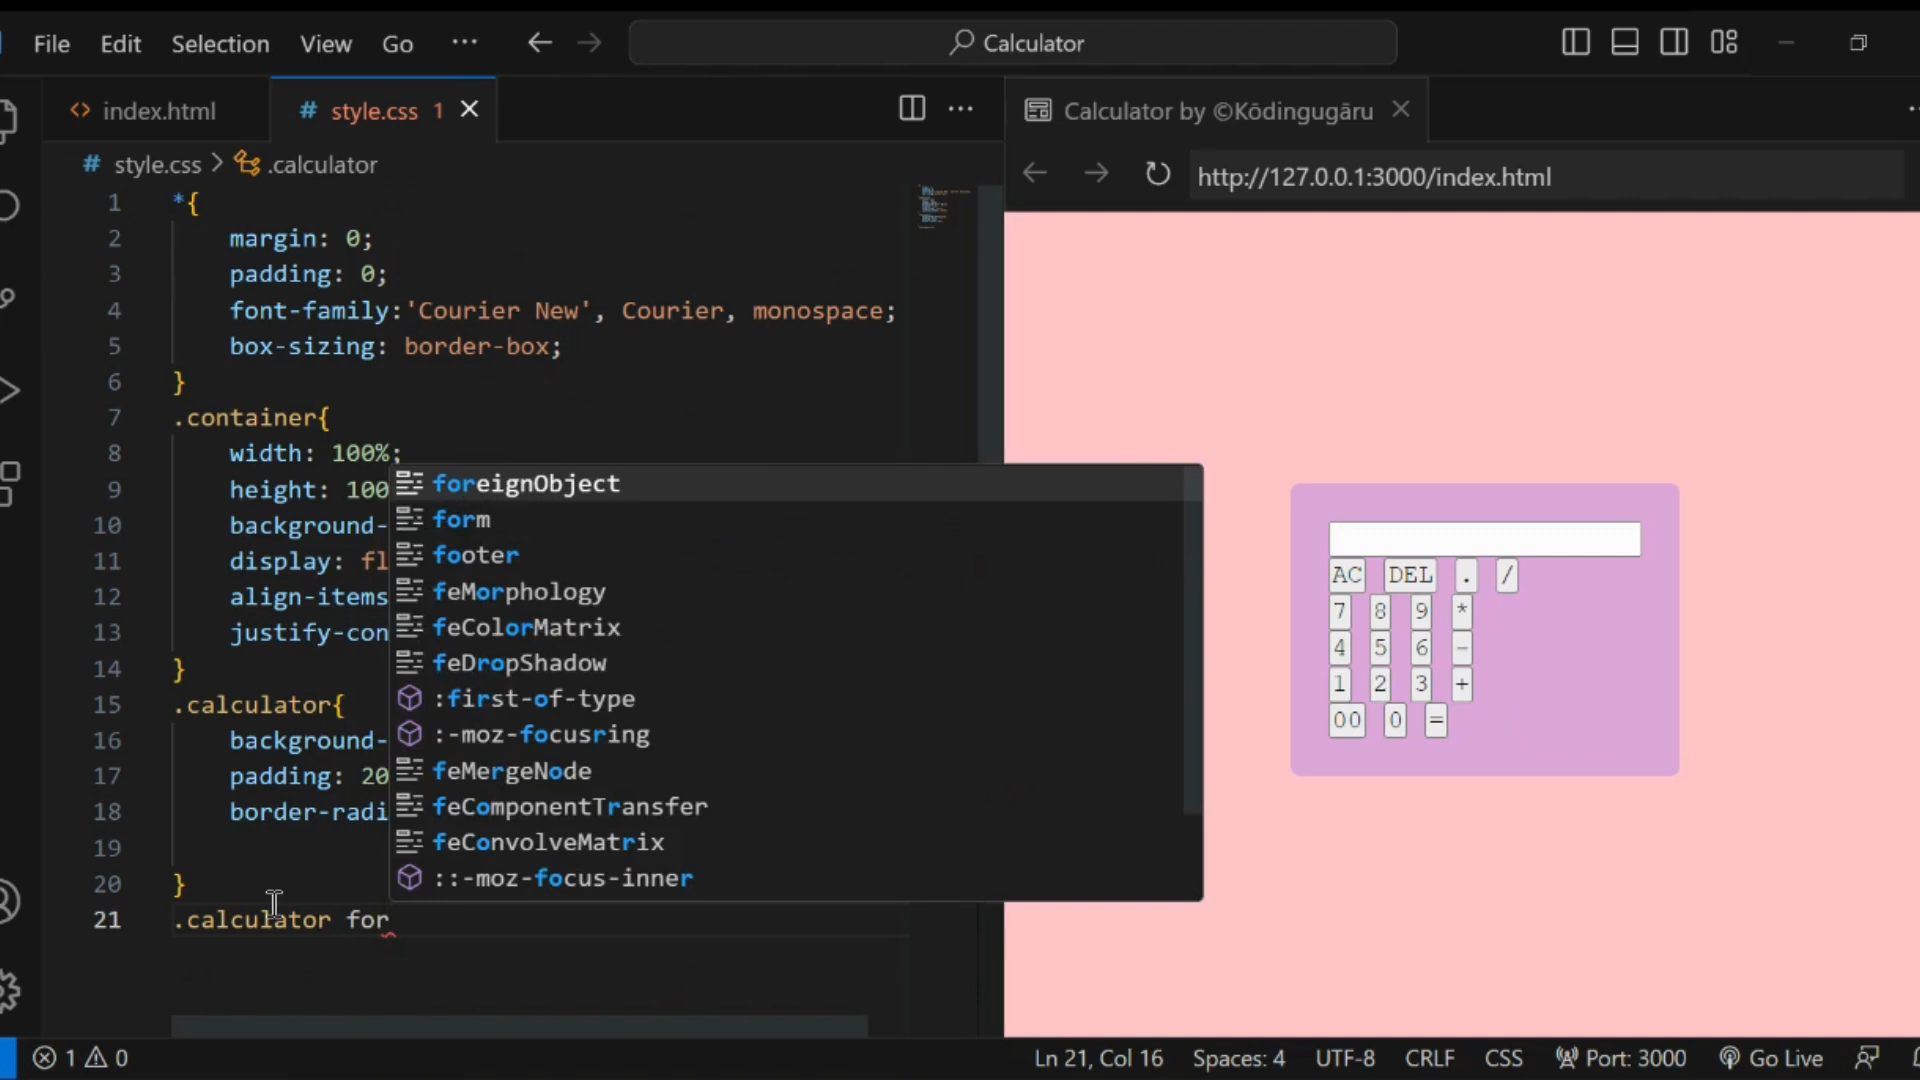 File Edit Selection View Go ··· Calculator
index.html style.css 1
Calculator by ©Kōdingugāru
style.css > .calculator
http://127.0.0.1:3000/index.html
1 *{
2 margin: 0;
3 padding: 0;
4 font-family:'Courier New', Courier, monospace;
5 box-sizing: border-box;
6 }
7 .container{
8 width: 100%;
9 height: 100
10 background-
11 display: fl
12 align-items
13 justify-con
14 }
15 .calculator{
16 background-
17 padding: 20
18 border-radi
19
20 }
21 .calculator for
foreignObject
form
footer
feMorphology
feColorMatrix
feDropShadow
:first-of-type
:-moz-focusring
feMergeNode
feComponentTransfer
feConvolveMatrix
::-moz-focus-inner
AC DEL . /
7 8 9 *
4 5 6 -
1 2 3 +
00 0 =
1 0 Ln 21, Col 16 Spaces: 4 UTF-8 CRLF CSS Port: 3000 Go Live